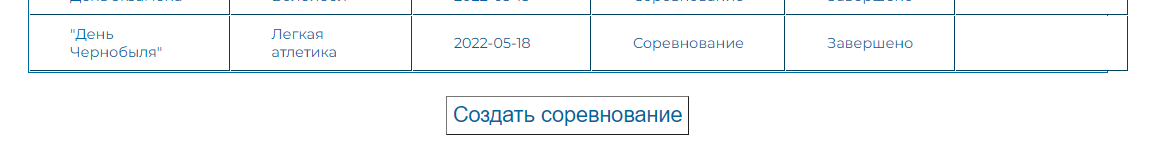 "День Чернобыля" Легкая атлетика 2022-05-18 Соревнование Завершено
Создать соревнование